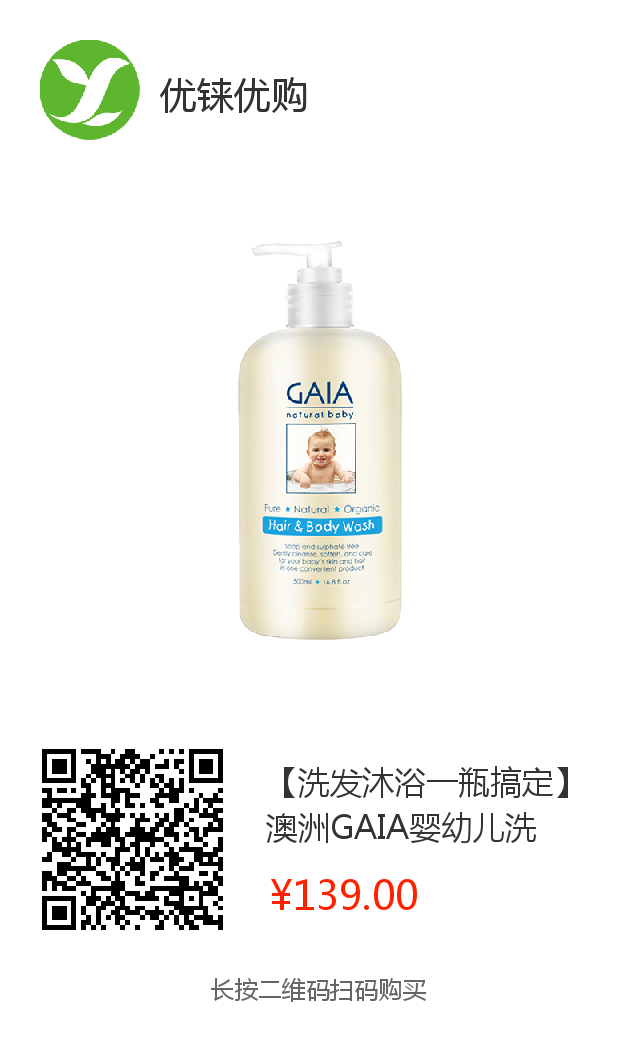 优铼优购
GAIA
natural baby
Pure ★ Natural ★ Organic
Hair & Body Wash
soap and sulphate free
Gently cleanse, soften, and care
for your baby's skin and hair
in one convenient product
500ml ★ 16.8 fl.oz
【洗发沐浴一瓶搞定】
澳洲GAIA婴幼儿洗
¥139.00
长按二维码扫码购买